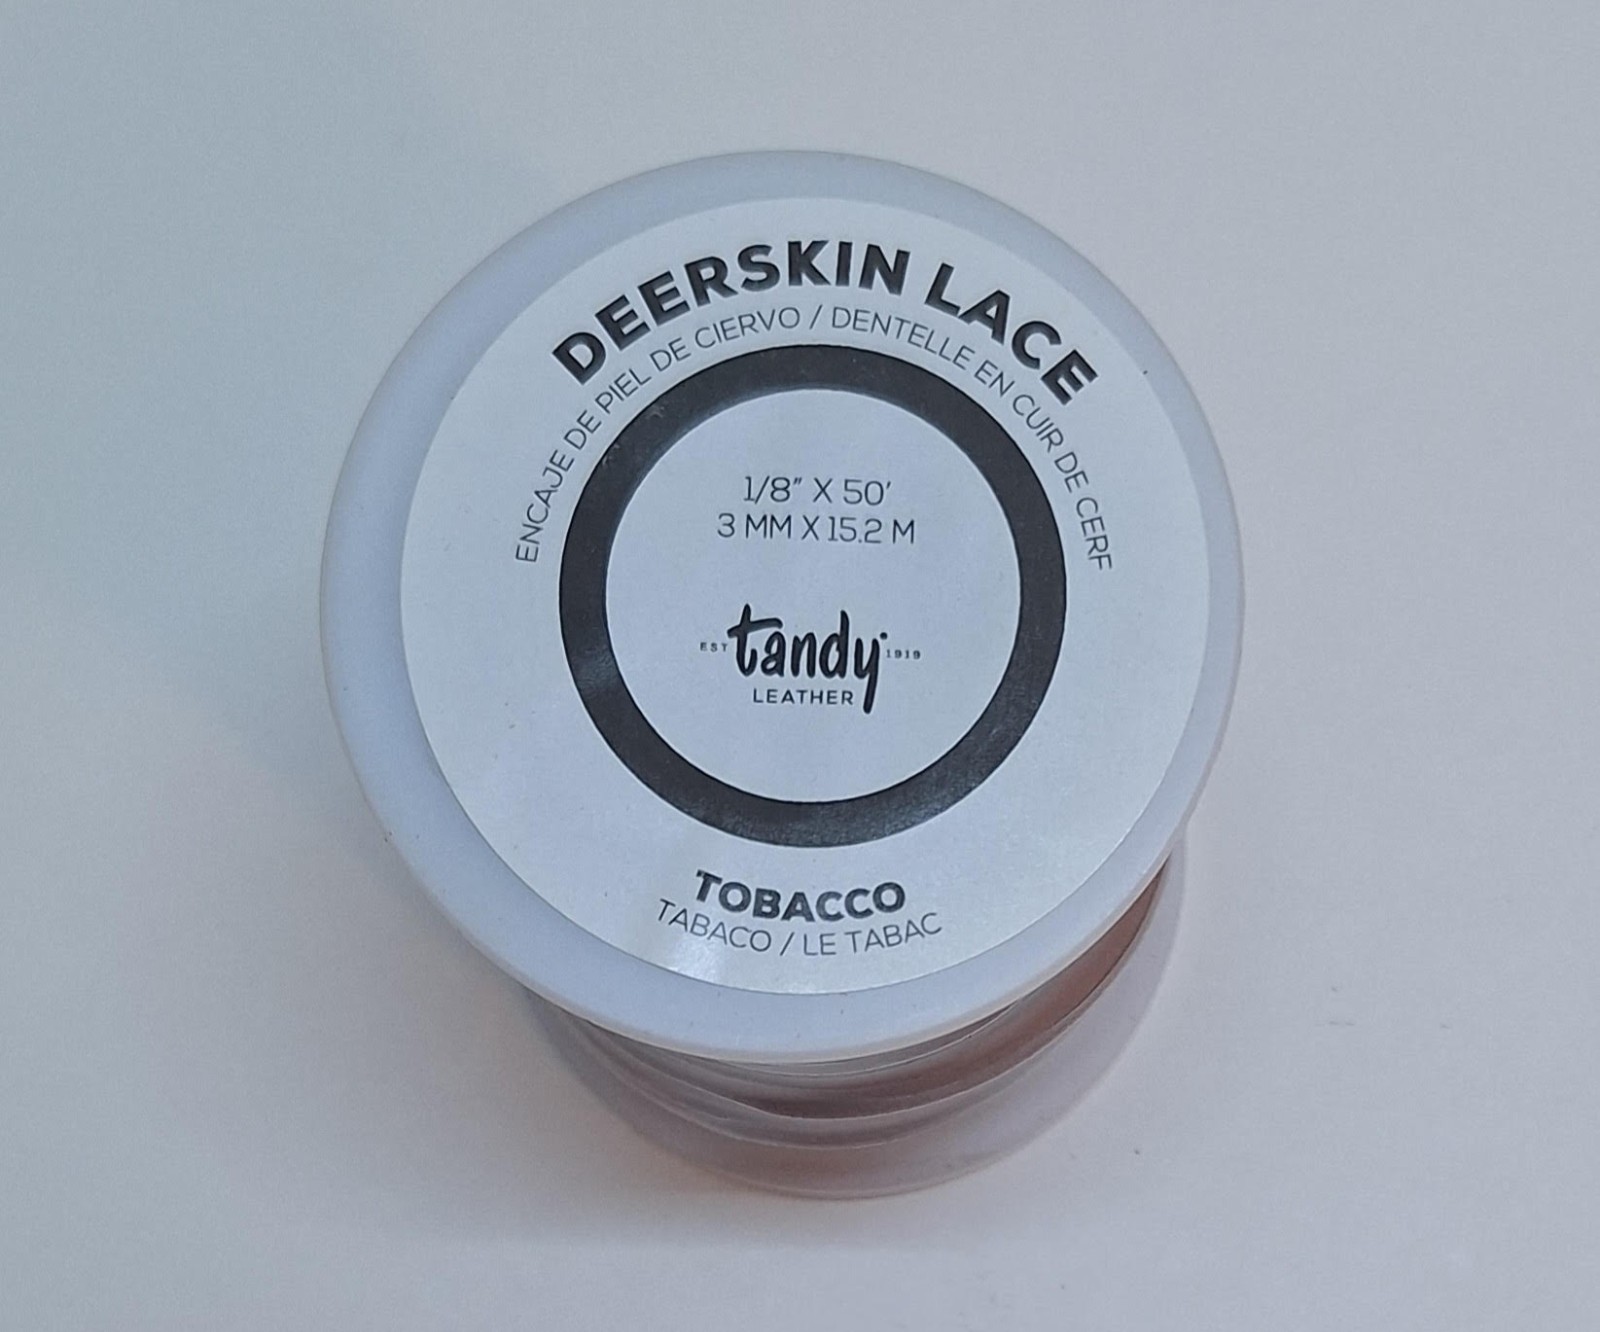 DEERSKIN LACE
ENCAJE DE PIEL DE CIERVO / DENTELLE EN CUIR DE CERF
1/8" X 50'
3 MM X 15.2 M
EST tandy 1919
LEATHER
TOBACCO
TABACO / LE TABAC